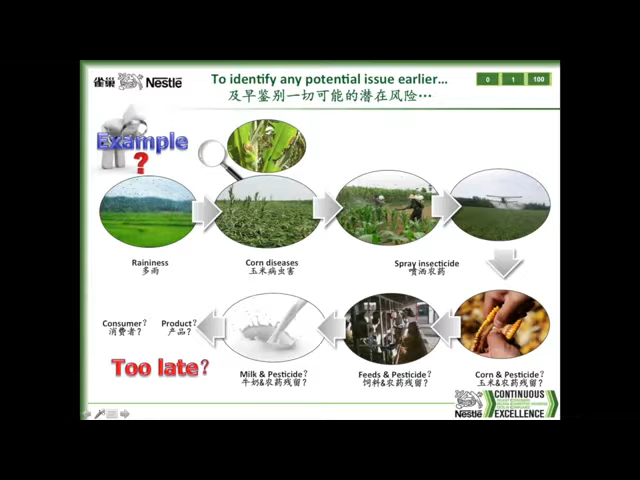 雀巢 Nestlé
To identify any potential issue earlier…
及早鉴别一切可能的潜在风险…
0 1 100
Example
?
Raininess
多雨
Corn diseases
玉米病虫害
Spray insecticide
喷洒农药
Consumer?
消费者?
Product?
产品?
Too late?
Milk & Pesticide?
牛奶&农药残留?
Feeds & Pesticide?
饲料&农药残留?
Corn & Pesticide?
玉米&农药残留?
Nestlé
CONTINUOUS
EXCELLENCE